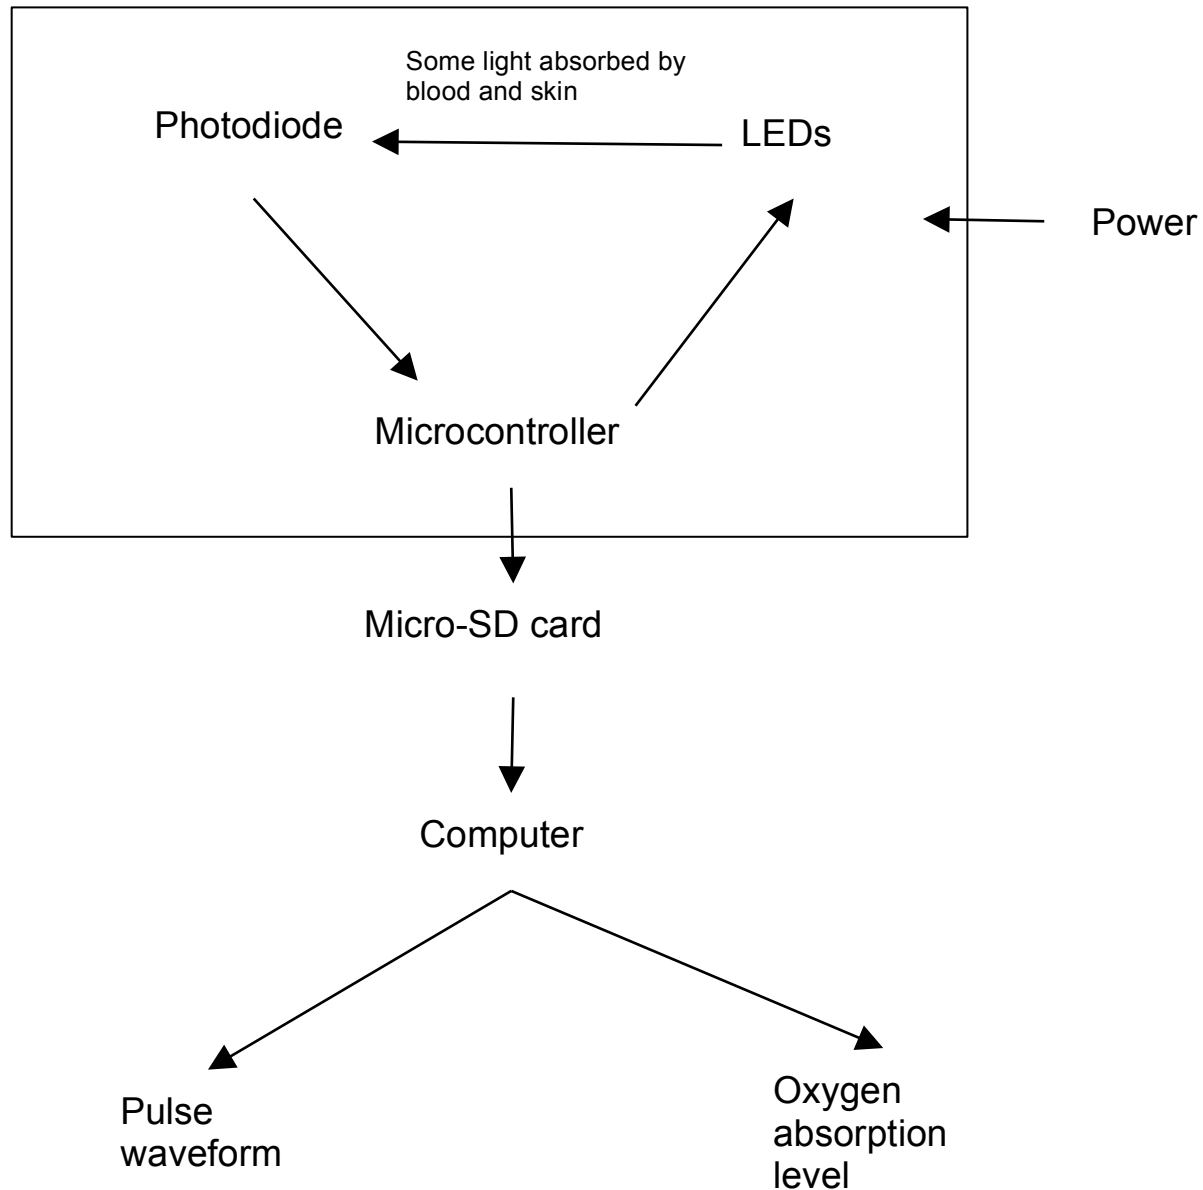 Some light absorbed by
blood and skin
Photodiode
LEDs
Power
Microcontroller
Micro-SD card
Computer
Pulse
waveform
Oxygen
absorption
level